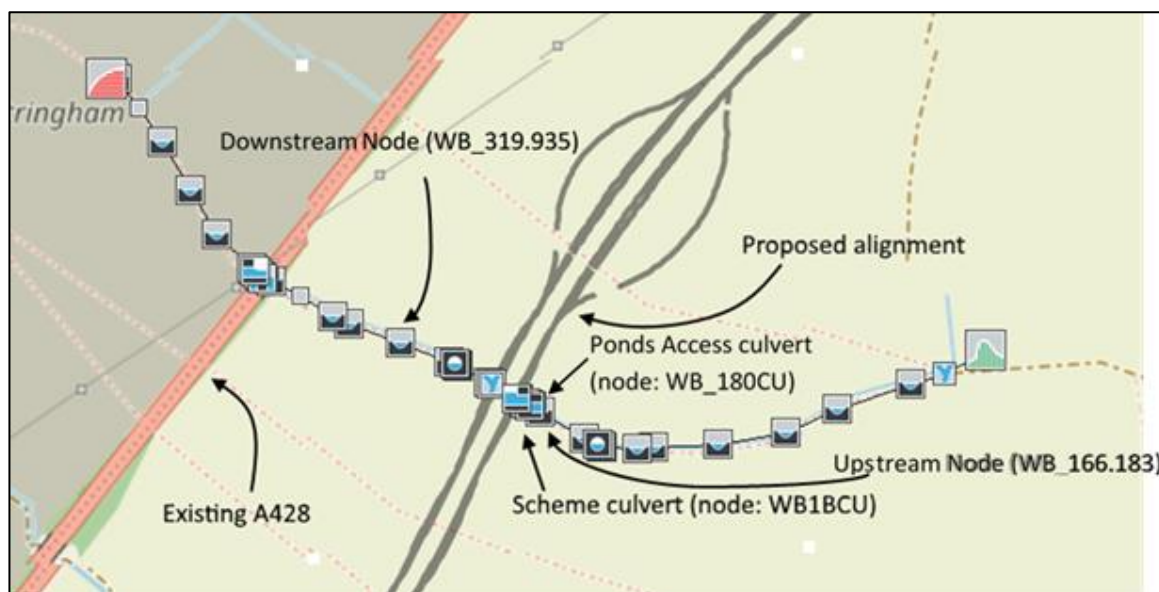 rringham
Downstream Node (WB_319.935)
Proposed alignment
Ponds Access culvert
(node: WB_180CU)
Upstream Node (WB_166.183)
Scheme culvert (node: WB1BCU)
Existing A428